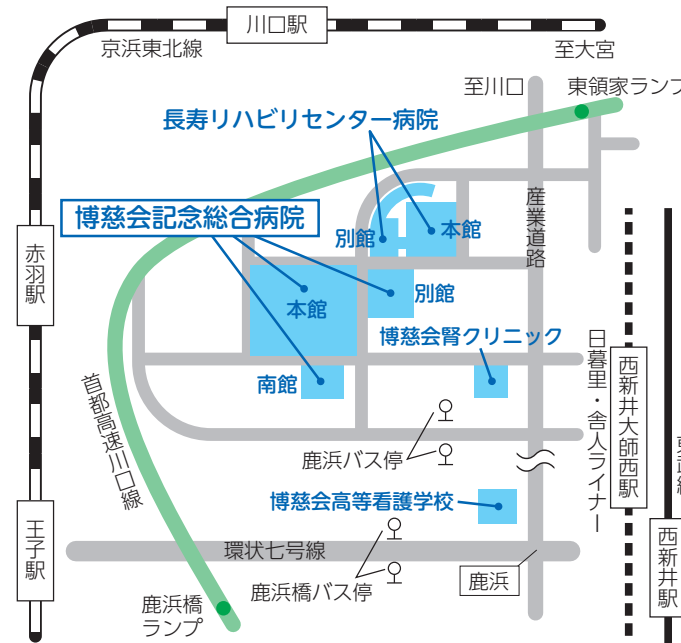 川口駅
京浜東北線
至大宮
至川口
東領家ランプ
長寿リハビリセンター病院
産業道路
博慈会記念総合病院
別館
本館
赤羽駅
別館
本館
博慈会腎クリニック
日暮里・舎人ライナー
西新井大師西駅
南館
首都高速川口線
鹿浜バス停
博慈会高等看護学校
王子駅
環状七号線
西新井駅
鹿浜橋バス停
鹿浜
鹿浜橋
ランプ